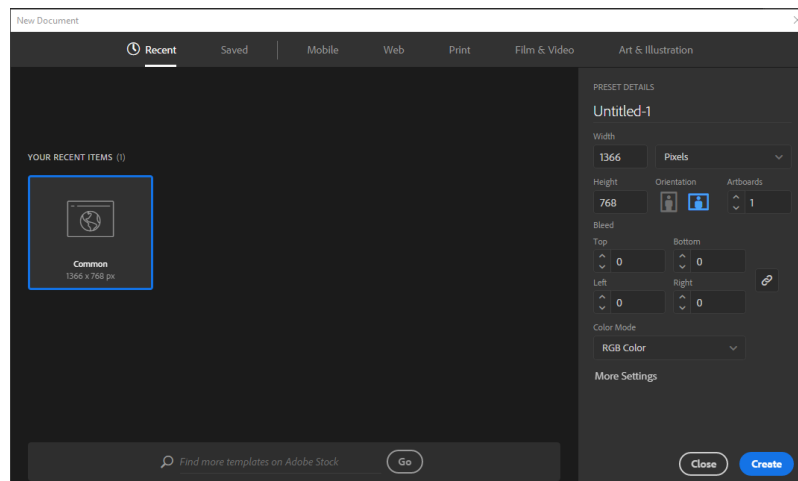 New Document
Recent Saved Mobile Web Print Film & Video Art & Illustration
PRESET DETAILS
Untitled-1
Width
1366 Pixels
Height Orientation Artboards
768 1
Bleed
Top Bottom
0 0
Left Right
0 0
Color Mode
RGB Color
More Settings
YOUR RECENT ITEMS (1)
Common
1366 x 768 px
Find more templates on Adobe Stock Go
Close Create